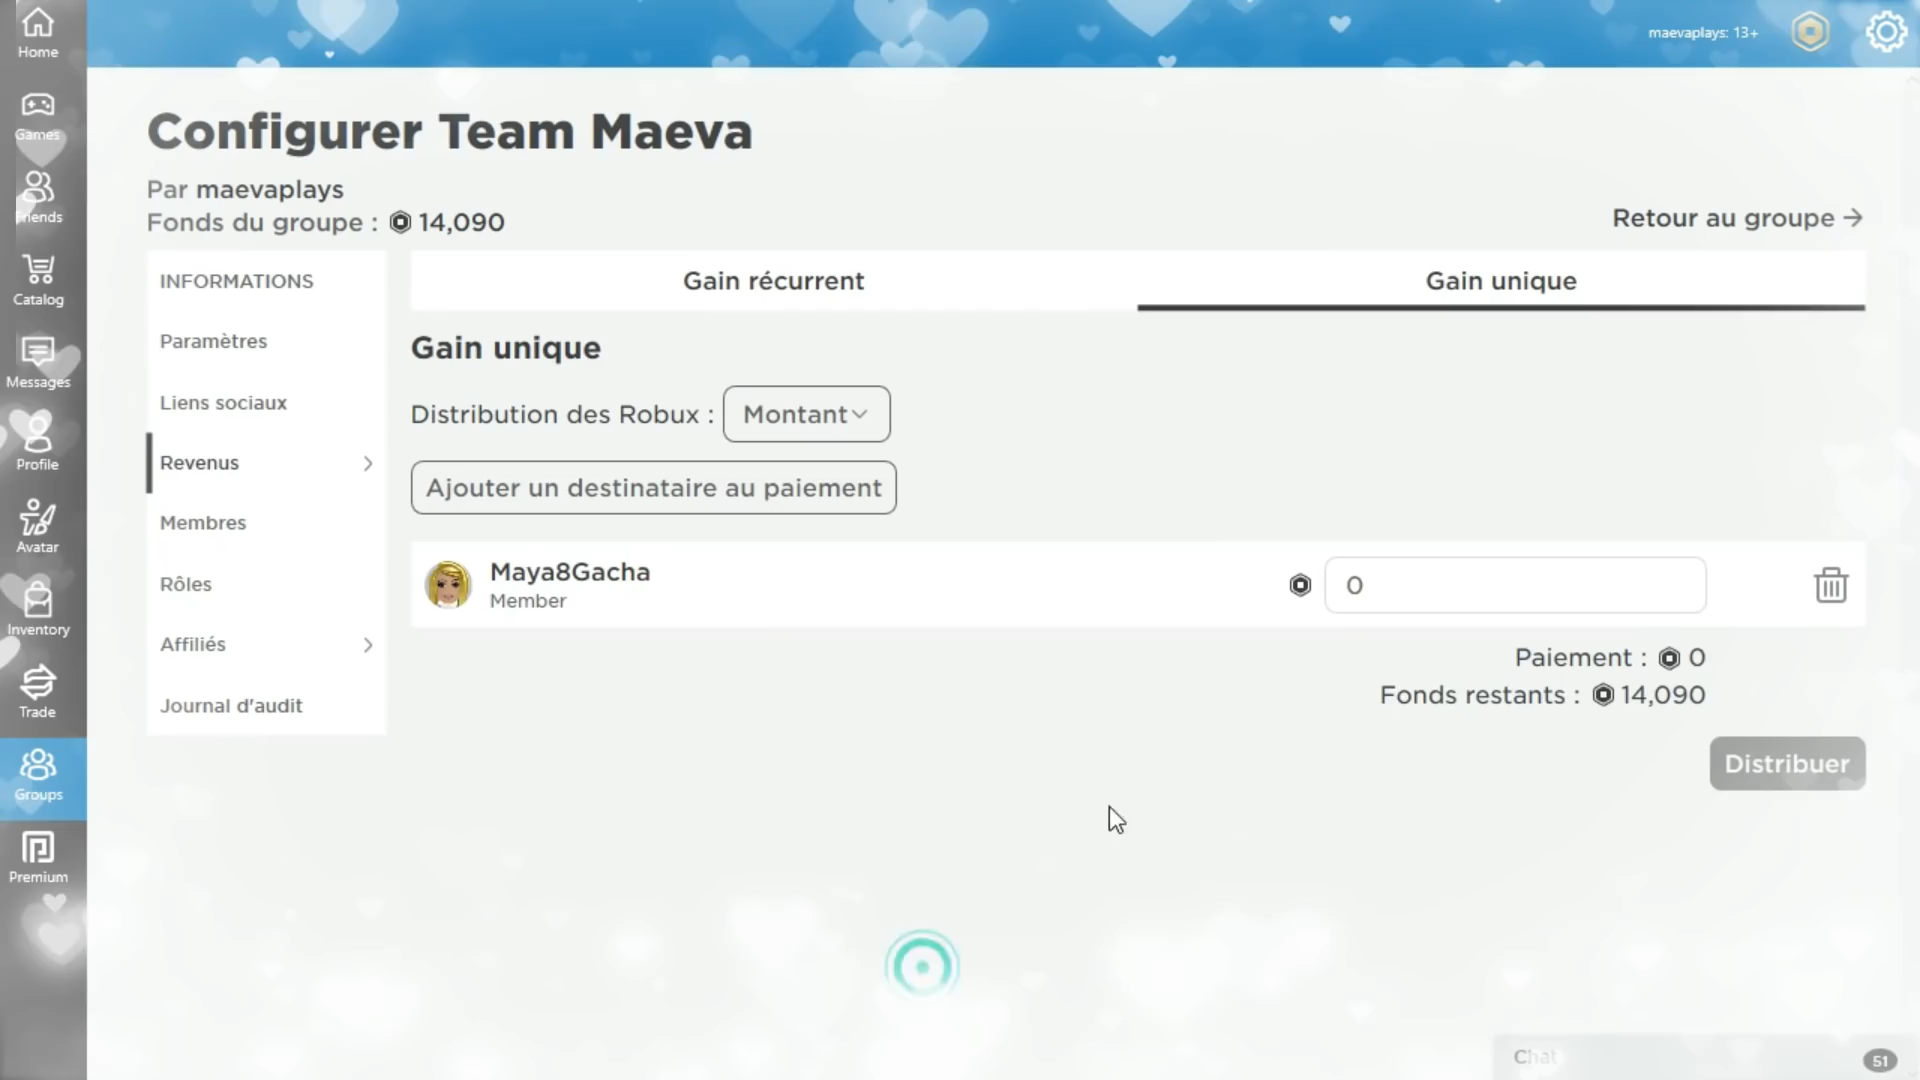 Home
Games
Friends
Catalog
Messages
Profile
Avatar
Inventory
Trade
Groups
Premium
maevaplays: 13+
Configurer Team Maeva
Par maevaplays
Fonds du groupe : 14,090
Retour au groupe →
INFORMATIONS
Paramètres
Liens sociaux
Revenus
Membres
Rôles
Affiliés
Journal d'audit
Gain récurrent
Gain unique
Gain unique
Distribution des Robux : Montant
Ajouter un destinataire au paiement
Maya8Gacha
Member
0
Paiement : 0
Fonds restants : 14,090
Distribuer
Chat
51